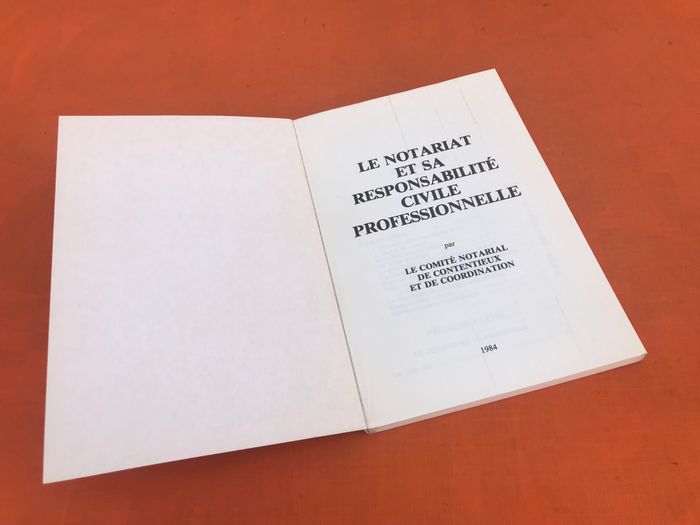 LE NOTARIAT
ET SA
RESPONSABILITÉ
CIVILE
PROFESSIONNELLE
par
LE COMITÉ NOTARIAL
DE CONTENTIEUX
ET DE COORDINATION
1984